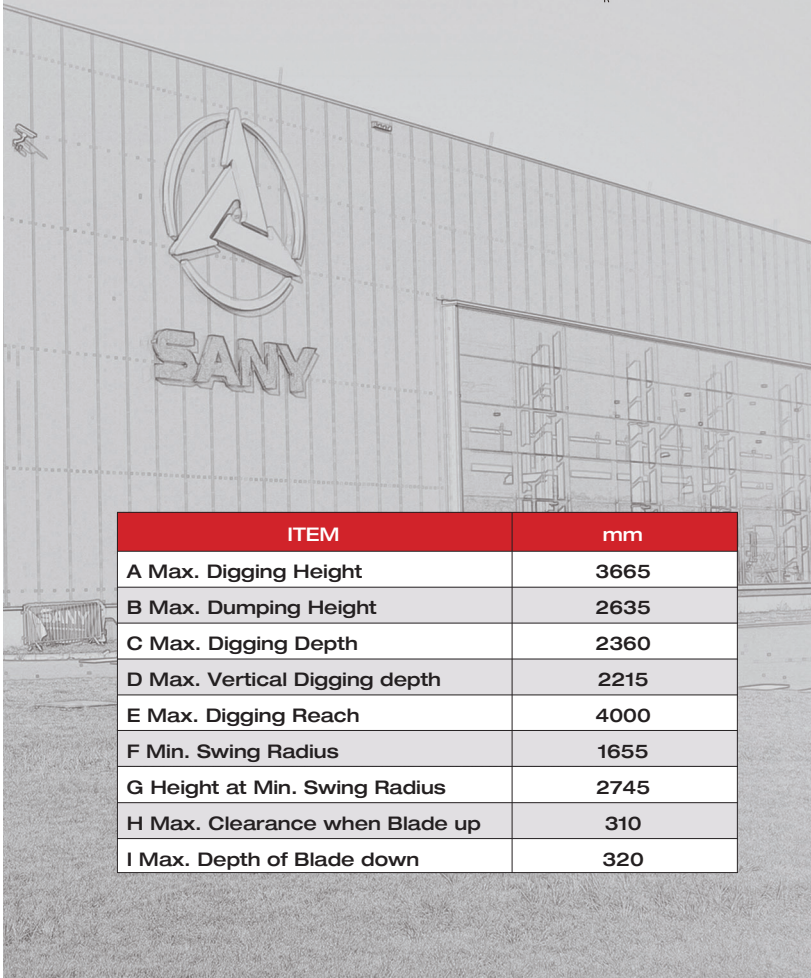 SANY
SANY
ITEM mm
A Max. Digging Height 3665
B Max. Dumping Height 2635
C Max. Digging Depth 2360
D Max. Vertical Digging depth 2215
E Max. Digging Reach 4000
F Min. Swing Radius 1655
G Height at Min. Swing Radius 2745
H Max. Clearance when Blade up 310
I Max. Depth of Blade down 320